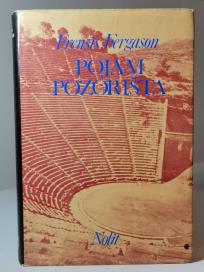 Frensis Fergason
POJAM
POZORIŠTA
Nolit